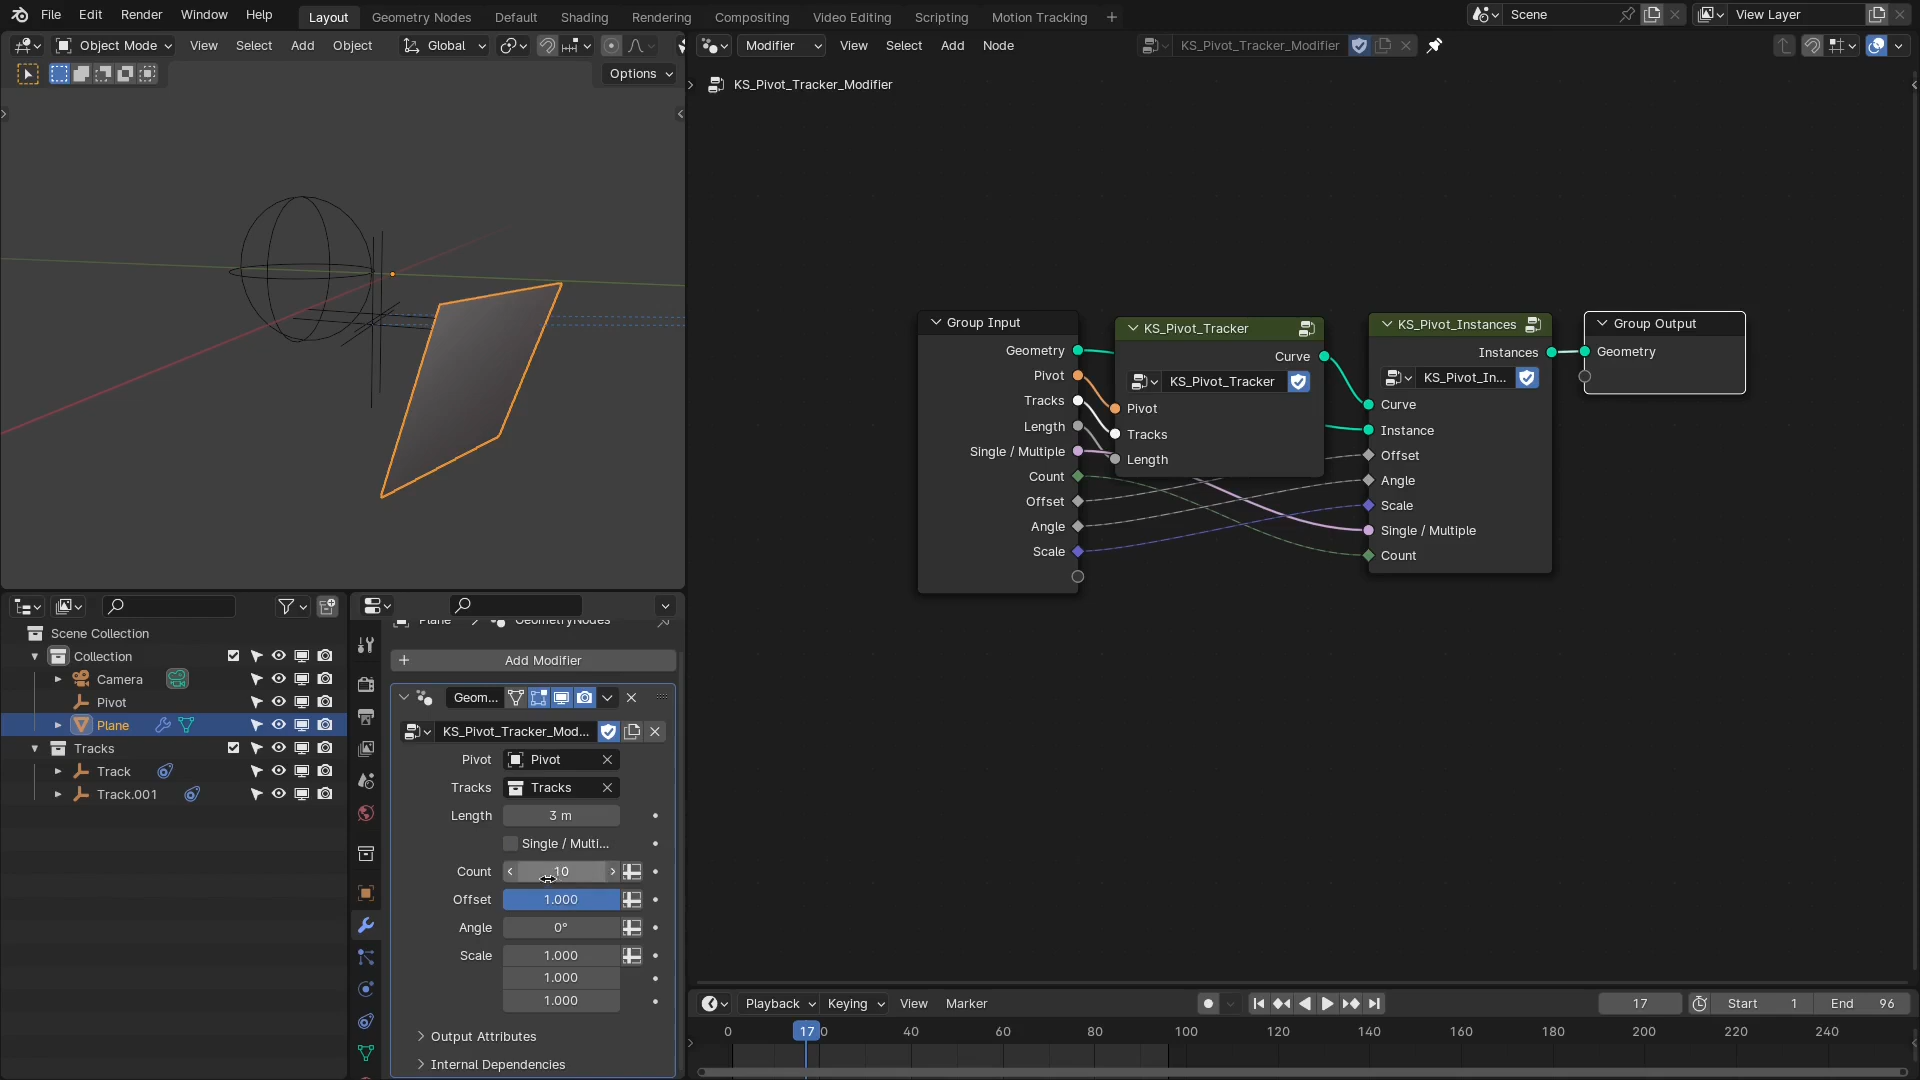 File Edit Render Window Help Layout Geometry Nodes Default Shading Rendering Compositing Video Editing Scripting Motion Tracking + Scene View Layer
Object Mode View Select Add Object Global
Options
Modifier View Select Add Node KS_Pivot_Tracker_Modifier
KS_Pivot_Tracker_Modifier
Group Input
Geometry
Pivot
Tracks
Length
Single / Multiple
Count
Offset
Angle
Scale
KS_Pivot_Tracker
Curve
KS_Pivot_Tracker
Pivot
Tracks
Length
KS_Pivot_Instances
Instances
KS_Pivot_In...
Curve
Instance
Offset
Angle
Scale
Single / Multiple
Count
Group Output
Geometry
Scene Collection
Collection
Camera
Pivot
Plane
Tracks
Track
Track.001
Plane > GeometryNodes
+ Add Modifier
Geom...
KS_Pivot_Tracker_Mod...
Pivot Pivot
Tracks Tracks
Length 3 m
Single / Multi...
Count 10
Offset 1.000
Angle 0°
Scale 1.000
1.000
1.000
Output Attributes
Internal Dependencies
Playback Keying View Marker 17 Start 1 End 96
0 17 40 60 80 100 120 140 160 180 200 220 240